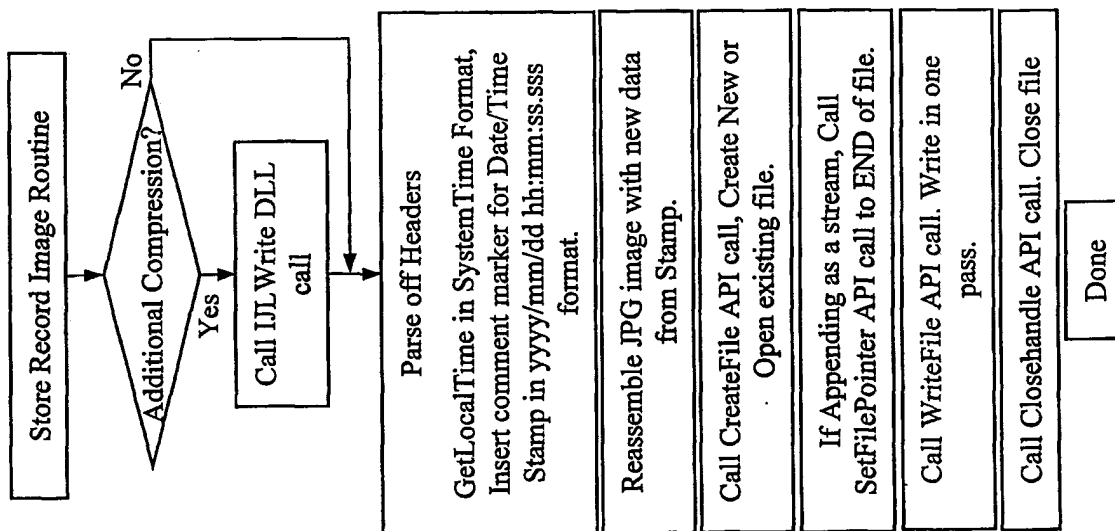 Store Record Image Routine
Additional Compression?
No
Yes
Call IJLWrite DLL
call
Parse off Headers
GetLocalTime in SystemTime Format,
Insert comment marker for Date/Time
Stamp in yyyy/mm/dd hh:mm:ss.sss
format.
Reassemble JPG image with new data
from Stamp.
Call CreateFile API call, Create New or
Open existing file.
If Appending as a stream, Call
SetFilePointer API call to END of file.
Call WriteFile API call. Write in one
pass.
Call Closehandle API call. Close file
Done